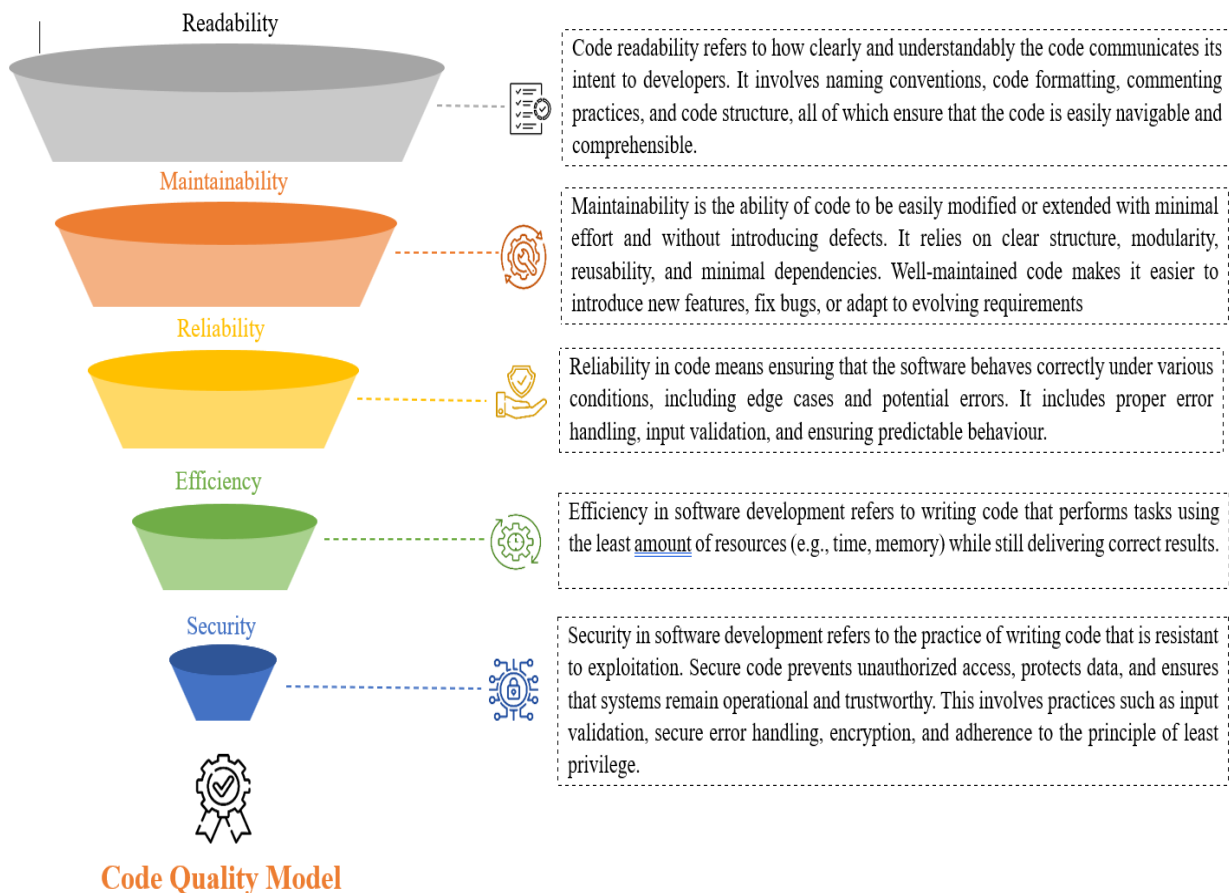 Readability
Code readability refers to how clearly and understandably the code communicates its
intent to developers. It involves naming conventions, code formatting, commenting
practices, and code structure, all of which ensure that the code is easily navigable and
comprehensible.
Maintainability
Maintainability is the ability of code to be easily modified or extended with minimal
effort and without introducing defects. It relies on clear structure, modularity,
reusability, and minimal dependencies. Well-maintained code makes it easier to
introduce new features, fix bugs, or adapt to evolving requirements
Reliability
Reliability in code means ensuring that the software behaves correctly under various
conditions, including edge cases and potential errors. It includes proper error
handling, input validation, and ensuring predictable behaviour.
Efficiency
Efficiency in software development refers to writing code that performs tasks using
the least amount of resources (e.g., time, memory) while still delivering correct results.
Security
Security in software development refers to the practice of writing code that is resistant
to exploitation. Secure code prevents unauthorized access, protects data, and ensures
that systems remain operational and trustworthy. This involves practices such as input
validation, secure error handling, encryption, and adherence to the principle of least
privilege.
Code Quality Model